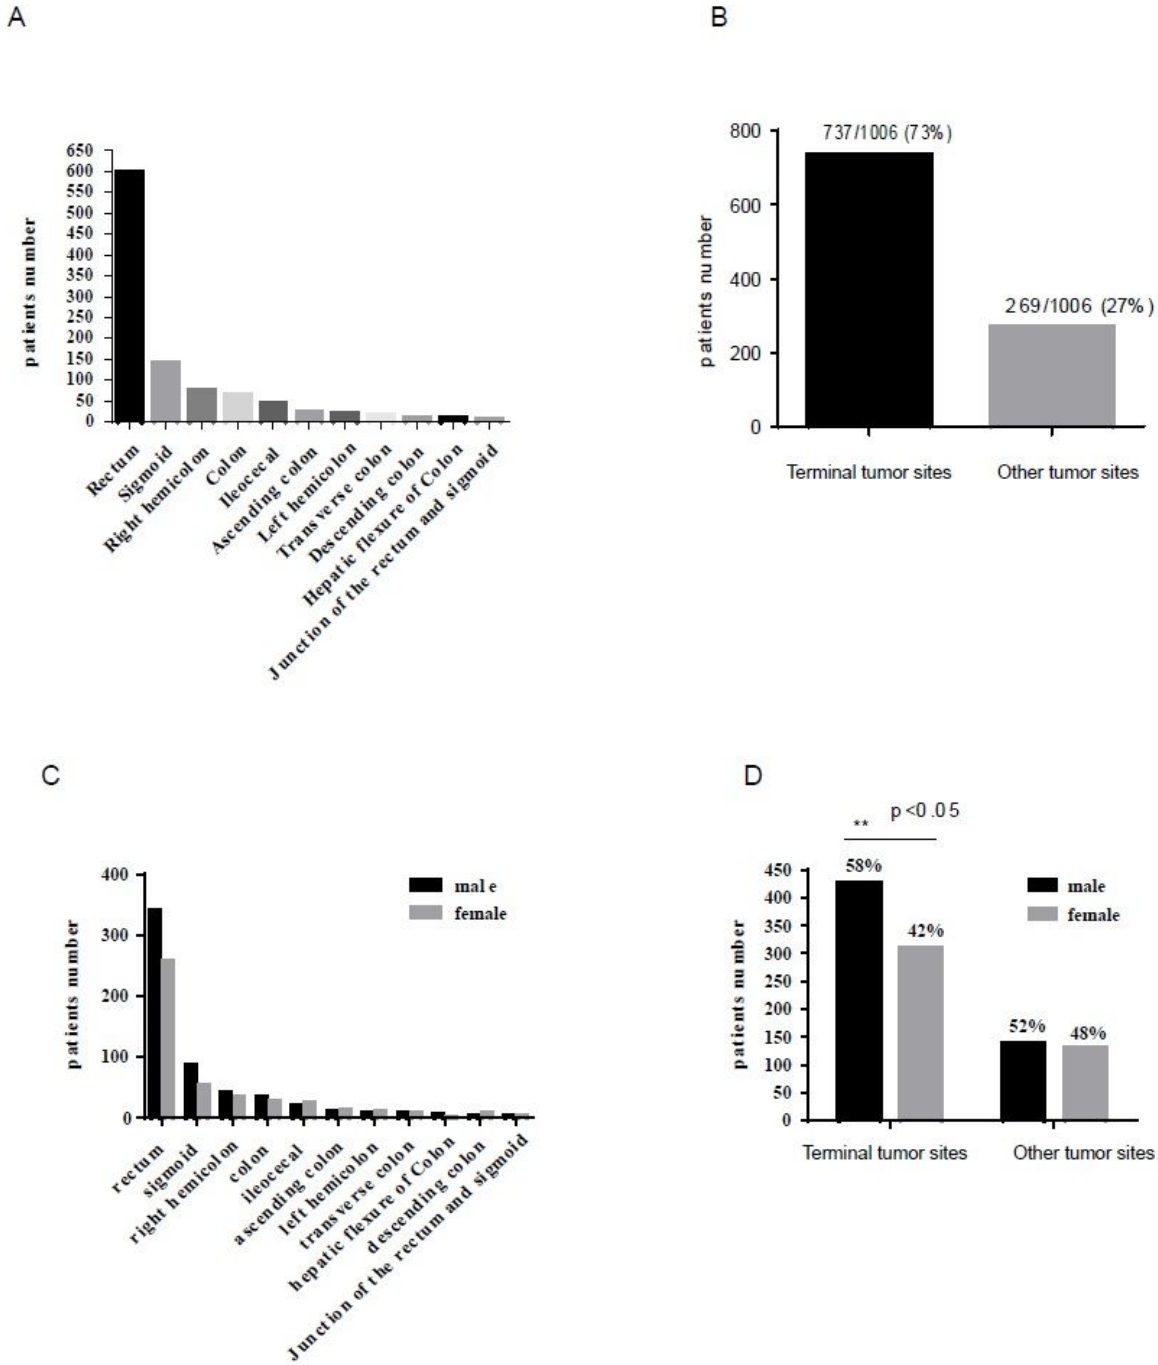 A
patients number
650
600
550
500
450
400
350
300
250
200
150
100
50
0
Rectum
Sigmoid
Right hemicolon
Colon
Ileocecal
Ascending colon
Left hemicolon
Transverse colon
Descending colon
Hepatic flexure of Colon
Junction of the rectum and sigmoid
B
patients number
800
600
400
200
0
737/1006 (73%)
269/1006 (27%)
Terminal tumor sites
Other tumor sites
C
patients number
400
300
200
100
0
male
female
rectum
sigmoid
right hemicolon
colon
ileocecal
ascending colon
left hemicolon
transverse colon
hepatic flexure of Colon
descending colon
Junction of the rectum and sigmoid
D
** p<0.05
patients number
450
400
350
300
250
200
150
100
50
0
58%
42%
52%
48%
male
female
Terminal tumor sites
Other tumor sites